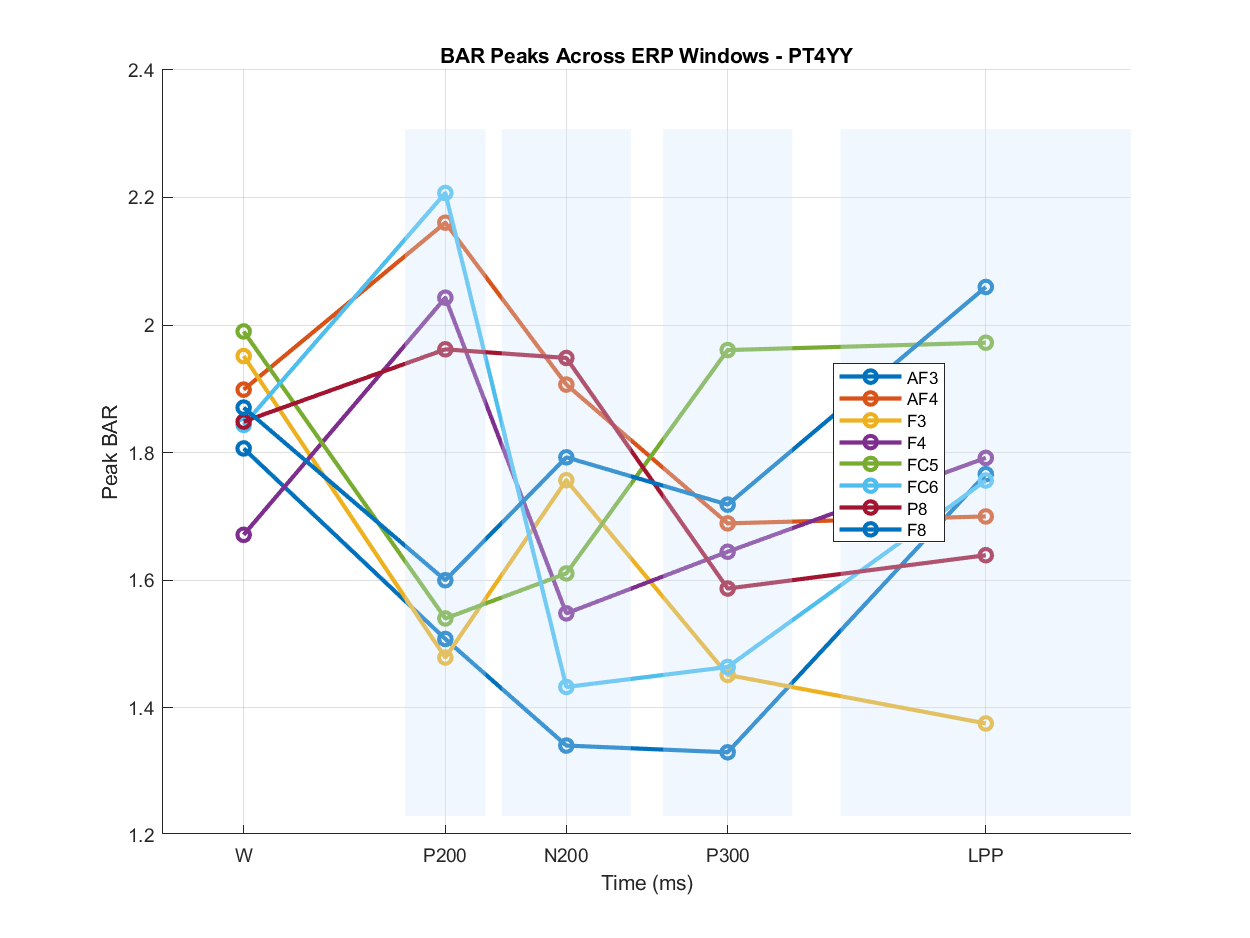 BAR Peaks Across ERP Windows - PT4YY
2.4
2.2
2
1.8
1.6
1.4
1.2
Peak BAR
AF3
AF4
F3
F4
FC5
FC6
P8
F8
W
P200
N200
P300
LPP
Time (ms)